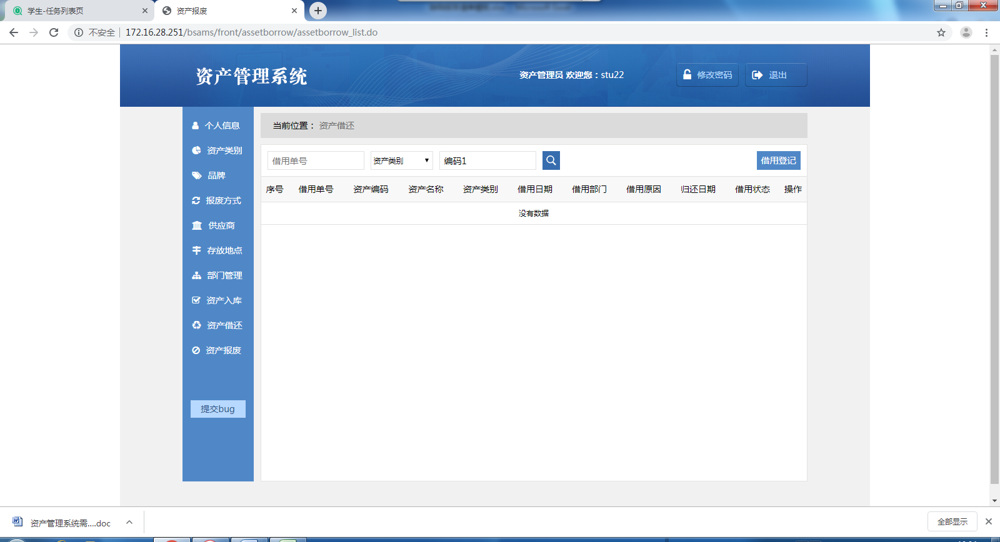 学生-任务列表页
资产报废
不安全 172.16.28.251/bsams/front/assetborrow/assetborrow_list.do
资产管理系统
资产管理员 欢迎您：stu22
修改密码
退出
个人信息
资产类别
品牌
报废方式
供应商
存放地点
部门管理
资产入库
资产借还
资产报废
提交bug
当前位置： 资产借还
借用单号 资产类别 编码1 借用登记
序号 借用单号 资产编码 资产名称 资产类别 借用日期 借用部门 借用原因 归还日期 借用状态 操作
没有数据
资产管理系统需....doc
全部显示